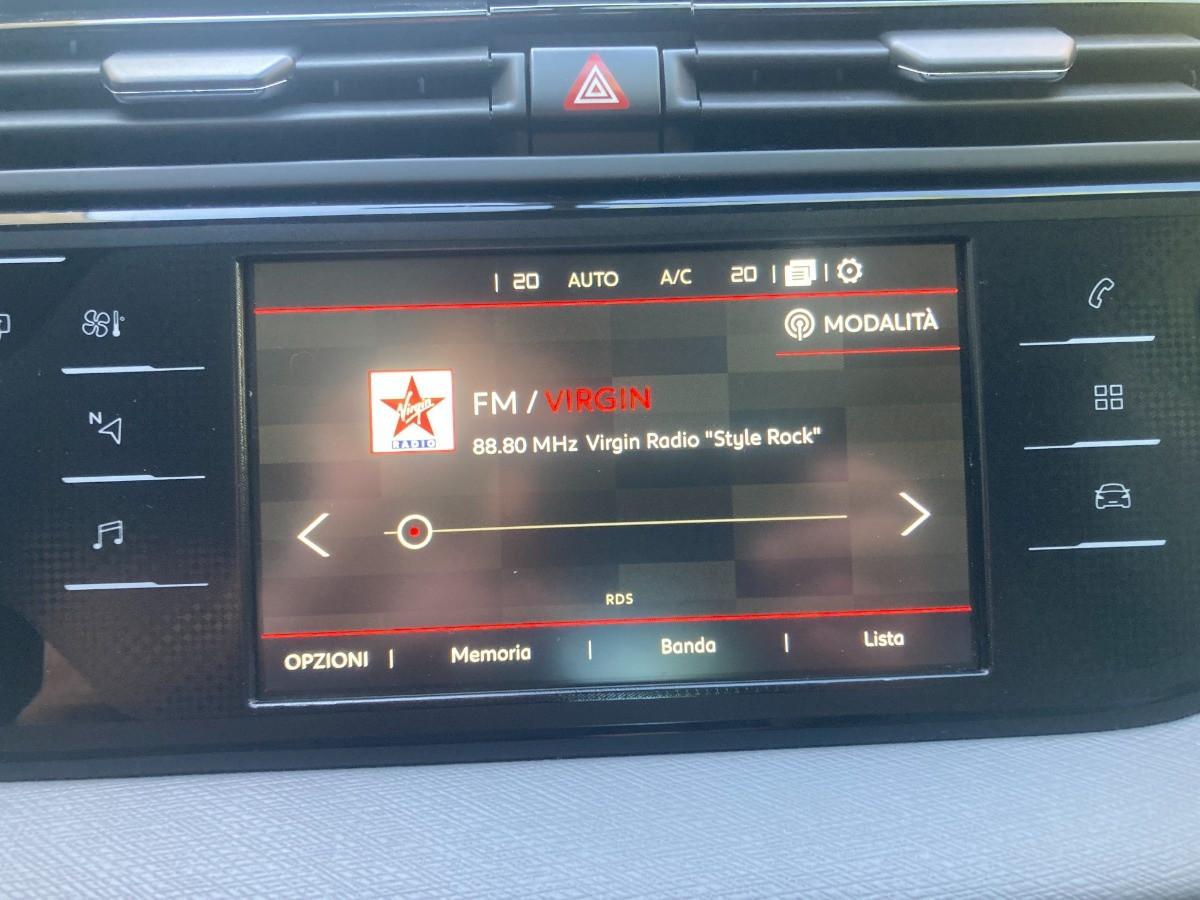 | 20 AUTO A/C 20 | |
MODALITÀ
N
Virgin
RADIO
FM / VIRGIN
88.80 MHz Virgin Radio "Style Rock"
RDS
OPZIONI | Memoria | Banda | Lista